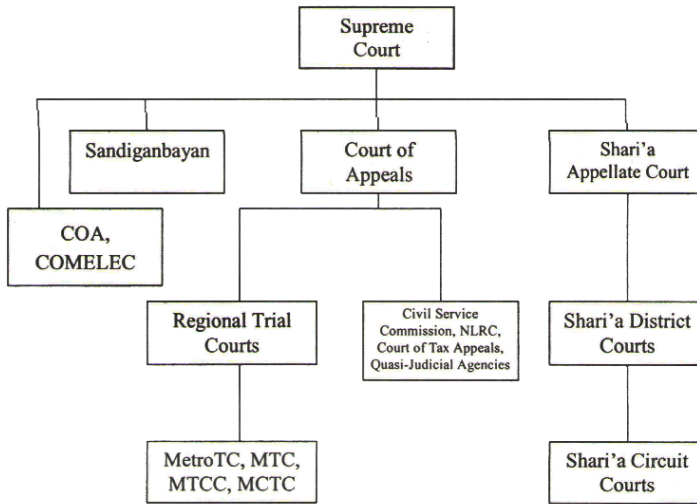 Supreme
Court
Sandiganbayan
Court of
Appeals
Shari'a
Appellate Court
COA,
COMELEC
Regional Trial
Courts
Civil Service
Commission, NLRC,
Court of Tax Appeals,
Quasi-Judicial Agencies
Shari'a District
Courts
MetroTC, MTC,
MTCC, MCTC
Shari'a Circuit
Courts